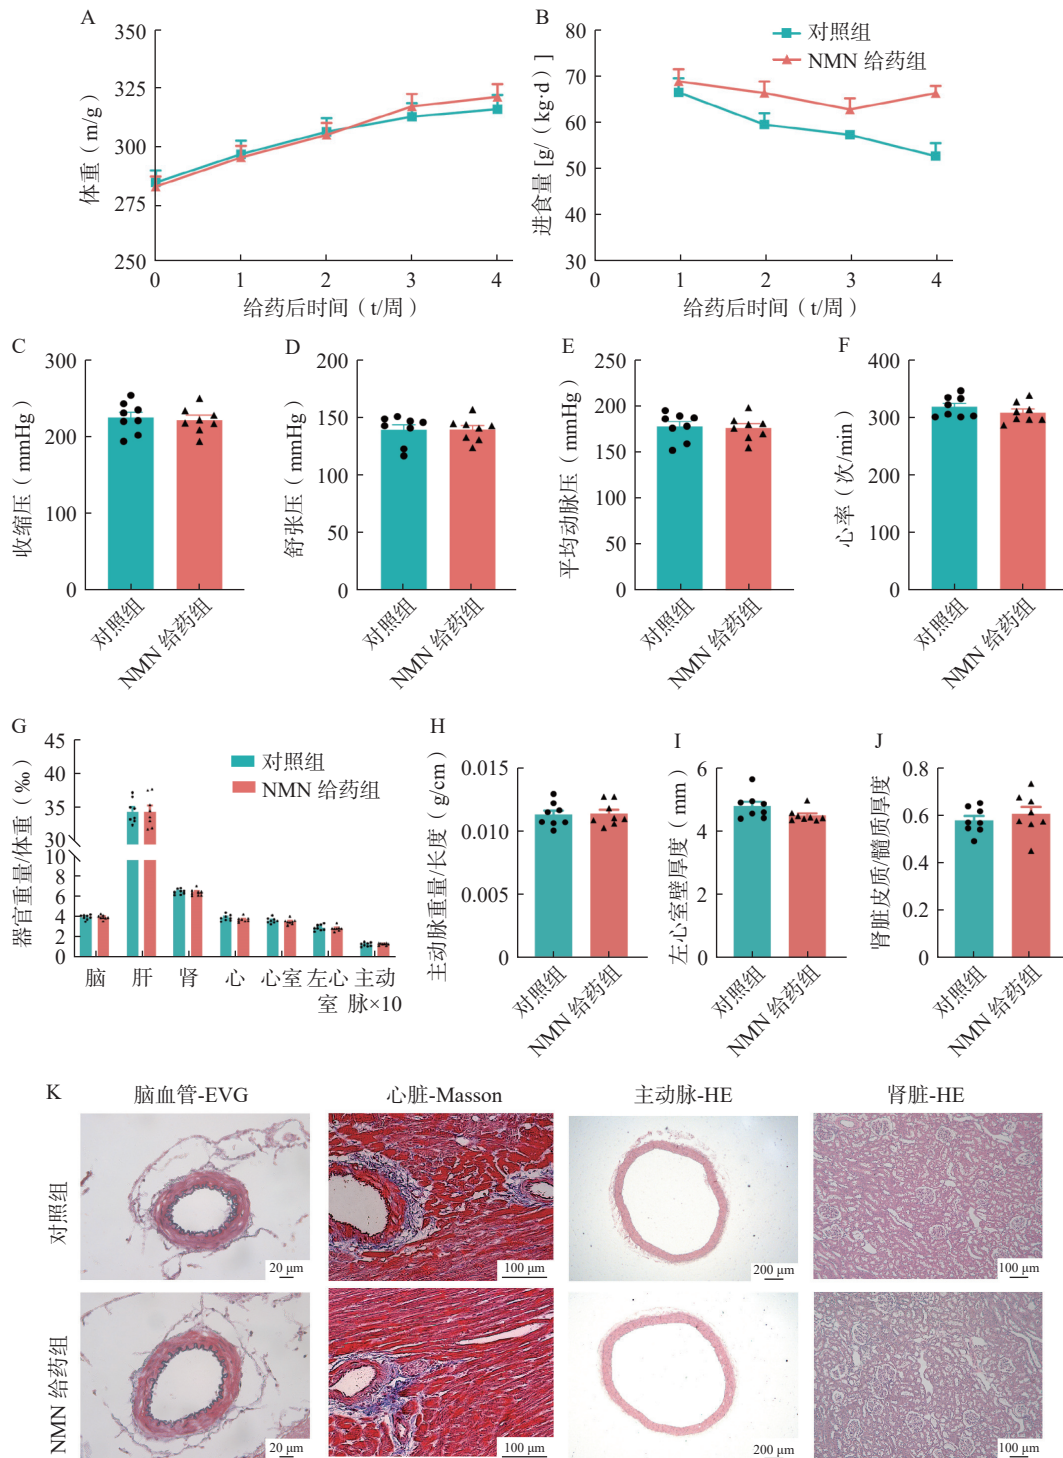 A
350
325
300
275
250
体重（m/g）
0
1
2
3
4
给药后时间（t/周）
B
80
70
60
50
40
30
进食量 [g/（kg·d）]
0
1
2
3
4
给药后时间（t/周）
对照组
NMN 给药组
C
300
200
100
0
收缩压（mmHg）
对照组
NMN 给药组
D
200
150
100
50
0
舒张压（mmHg）
对照组
NMN 给药组
E
250
200
150
100
50
0
平均动脉压（mmHg）
对照组
NMN 给药组
F
400
300
200
100
0
心率（次/min）
对照组
NMN 给药组
G
45
40
35
30
10
8
6
4
2
0
器官重量/体重（‰）
对照组
NMN 给药组
脑
肝
肾
心
心室
左心室
主动脉×10
H
0.015
0.010
0.005
0
主动脉重量/长度（g/cm）
对照组
NMN 给药组
I
6
4
2
0
左心室壁厚度（mm）
对照组
NMN 给药组
J
0.8
0.6
0.4
0.2
0
肾脏皮质/髓质厚度
对照组
NMN 给药组
K
脑血管-EVG
心脏-Masson
主动脉-HE
肾脏-HE
对照组
20 μm
100 μm
200 μm
100 μm
NMN 给药组
20 μm
100 μm
200 μm
100 μm